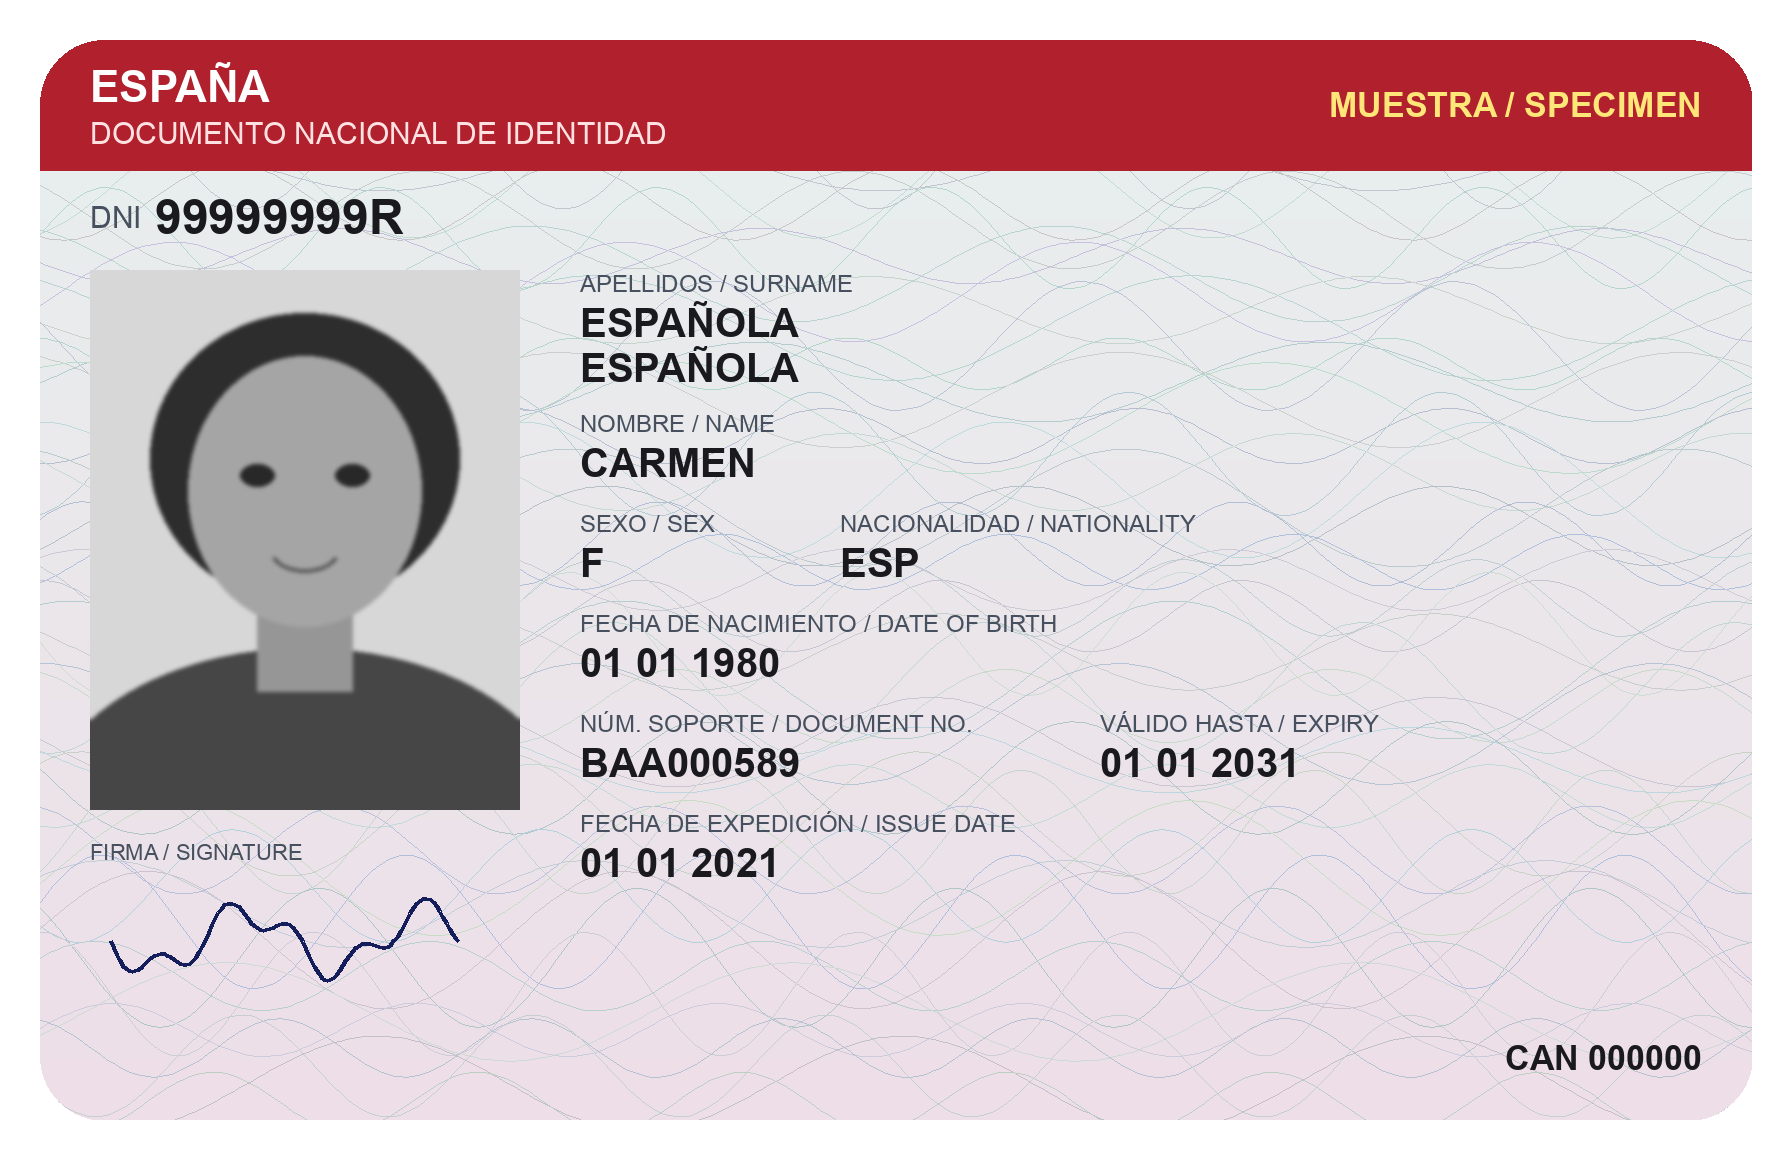 ESPAÑA
DOCUMENTO NACIONAL DE IDENTIDAD
MUESTRA / SPECIMEN
DNI 99999999R
APELLIDOS / SURNAME
ESPAÑOLA
ESPAÑOLA
NOMBRE / NAME
CARMEN
SEXO / SEX NACIONALIDAD / NATIONALITY
F ESP
FECHA DE NACIMIENTO / DATE OF BIRTH
01 01 1980
NÚM. SOPORTE / DOCUMENT NO. VÁLIDO HASTA / EXPIRY
BAA000589 01 01 2031
FECHA DE EXPEDICIÓN / ISSUE DATE
01 01 2021
FIRMA / SIGNATURE
CAN 000000